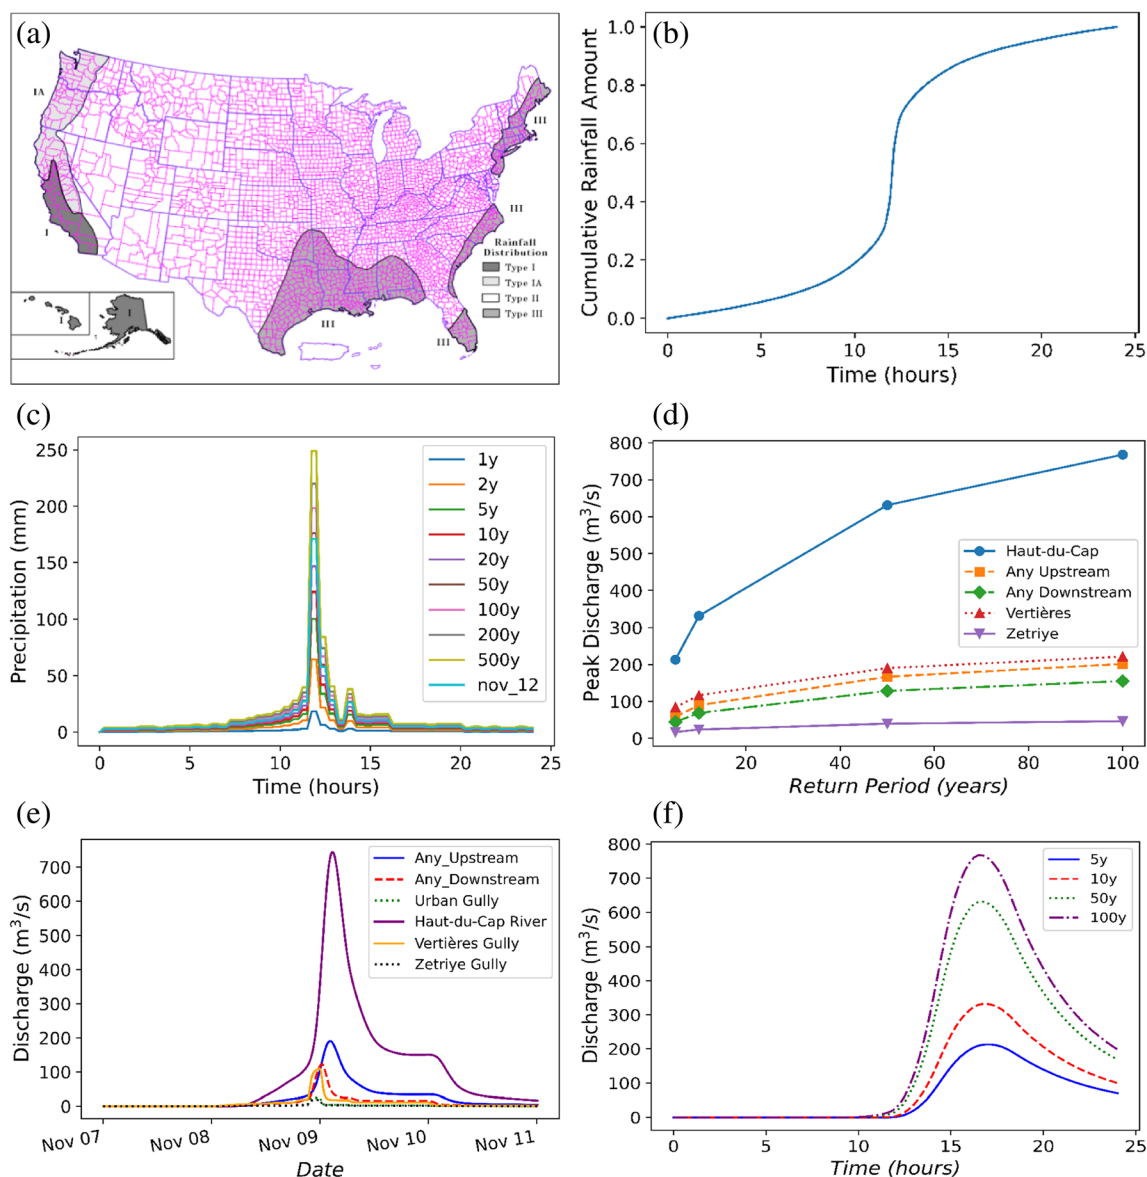 (a)
IA
I
III
III
III
III
Rainfall
Distribution
Type I
Type IA
Type II
Type III
I
I
(b)
Cumulative Rainfall Amount
1.0
0.8
0.6
0.4
0.2
0.0
0 5 10 15 20 25
Time (hours)
(c)
Precipitation (mm)
250
200
150
100
50
0
0 5 10 15 20 25
Time (hours)
1y
2y
5y
10y
20y
50y
100y
200y
500y
nov_12
(d)
Peak Discharge (m³/s)
800
700
600
500
400
300
200
100
0
20 40 60 80 100
Return Period (years)
Haut-du-Cap
Any Upstream
Any Downstream
Vertières
Zetriye
(e)
Discharge (m³/s)
700
600
500
400
300
200
100
0
Nov 07 Nov 08 Nov 09 Nov 10 Nov 11
Date
Any_Upstream
Any_Downstream
Urban Gully
Haut-du-Cap River
Vertières Gully
Zetriye Gully
(f)
Discharge (m³/s)
800
700
600
500
400
300
200
100
0
0 5 10 15 20 25
Time (hours)
5y
10y
50y
100y